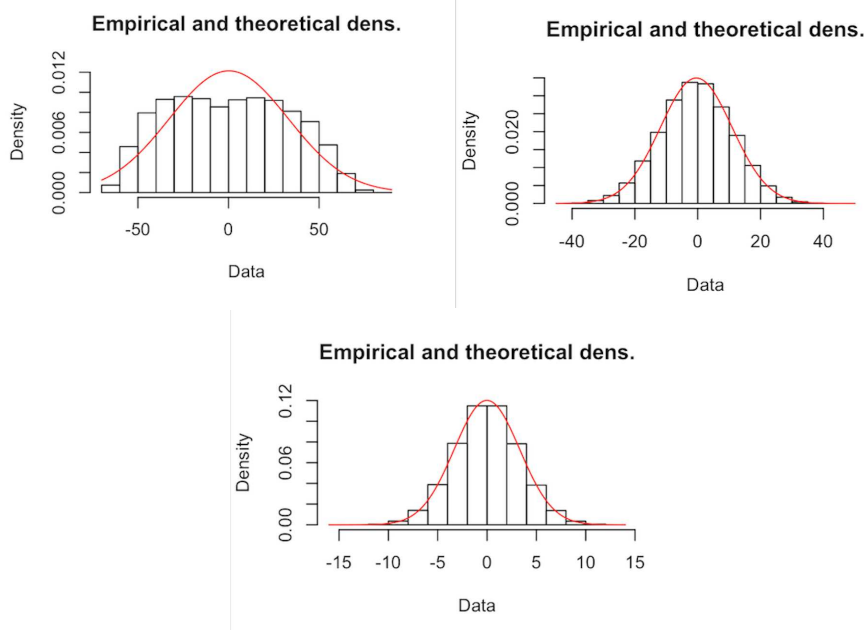 Empirical and theoretical dens.
Density
0.000 0.006 0.012
-50 0 50
Data
Empirical and theoretical dens.
Density
0.000 0.020
-40 -20 0 20 40
Data
Empirical and theoretical dens.
Density
0.00 0.06 0.12
-15 -10 -5 0 5 10 15
Data